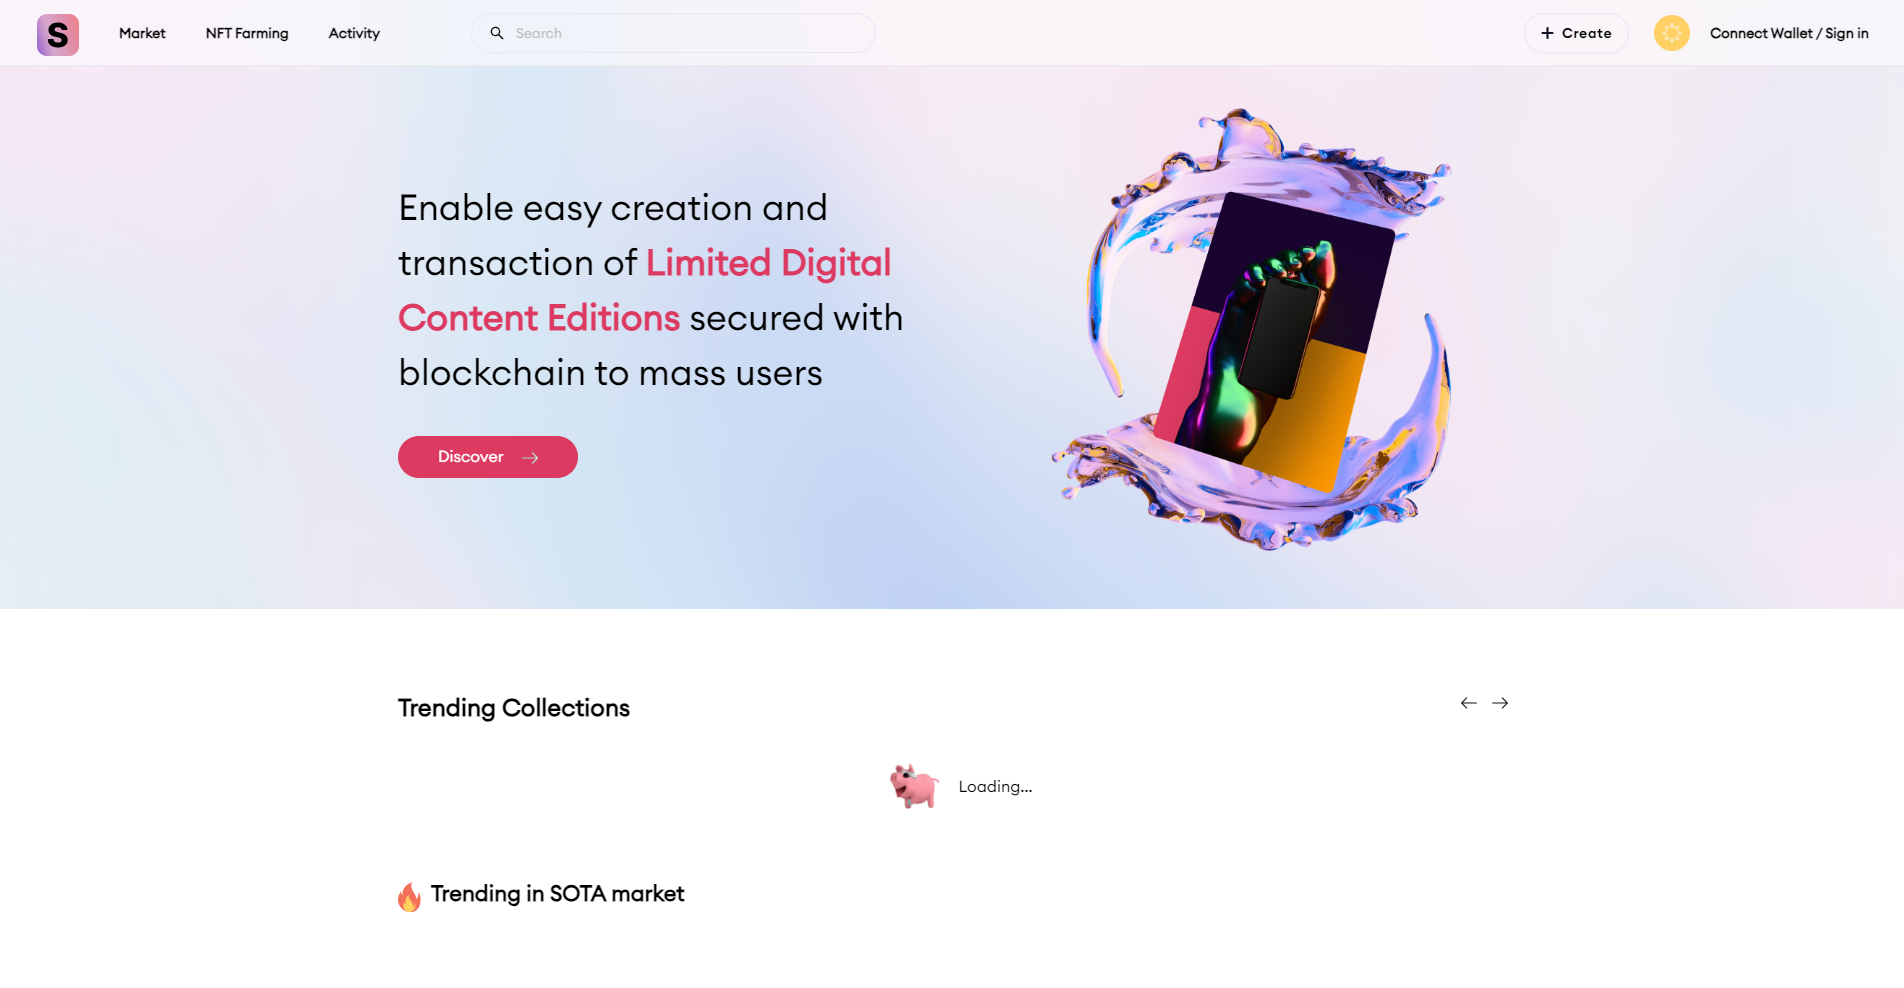 S
Market
NFT Farming
Activity
Search
+ Create
Connect Wallet / Sign in
Enable easy creation and
transaction of Limited Digital
Content Editions secured with
blockchain to mass users
Discover
Trending Collections
Loading...
Trending in SOTA market